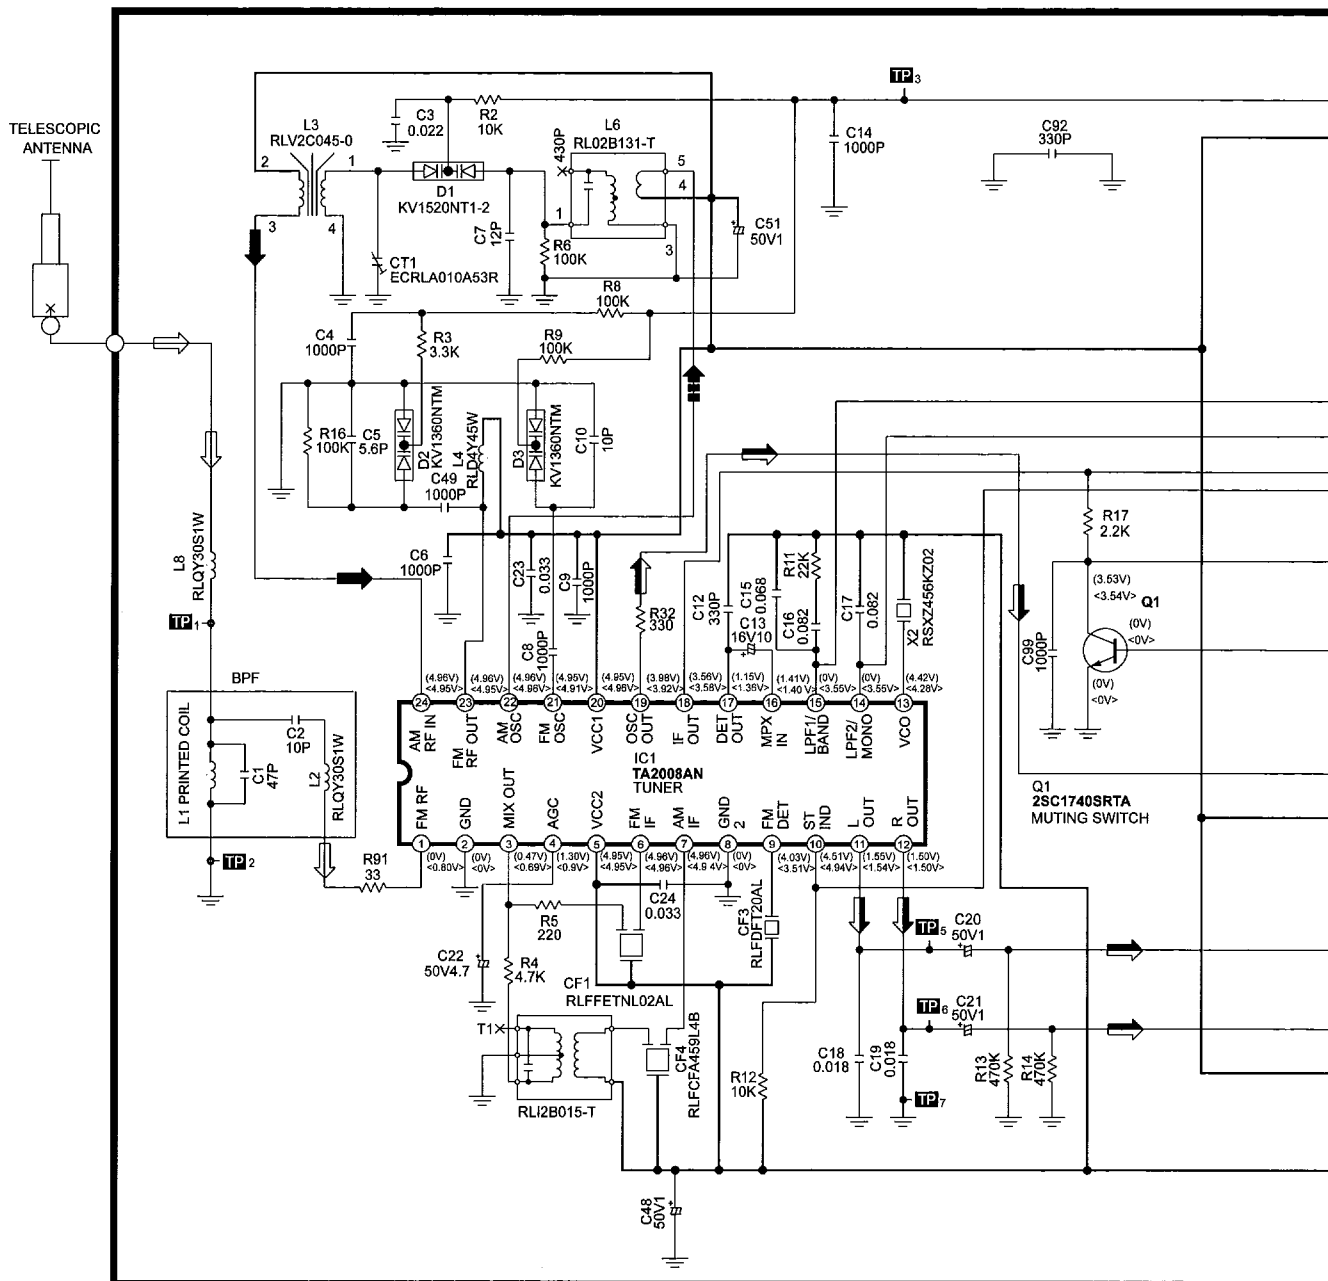 TP3
TELESCOPIC
ANTENNA
L3
RLV2C045-0
2
1
3
4
C3
0.022
R2
10K
D1
KV1520NT1-2
C7
12P
CT1
ECRLA010A53R
430P
L6
RL02B131-T
5
4
1
3
R6
100K
C51
50V1
C14
1000P
C92
330P
R8
100K
R9
100K
C4
1000P
R3
3.3K
R16
100K
C5
5.6P
D2
KV1360NTM
C49
1000P
L4
RLD4Y45W
D3
KV1360NTM
C10
10P
L8
RLQY30S1W
TP1
C6
1000P
C23
0.033
C9
1000P
C8
1000P
R32
330
C12
330P
C13
16V10
C15
0.068
R11
22K
C16
0.082
C17
0.082
X2
RSXZ456KZ02
R17
2.2K
(3.53V)
<3.54V>
Q1
(0V)
<0V>
(0V)
<0V>
C99
1000P
BPF
L1 PRINTED COIL
C1
47P
C2
10P
L2
RLQY30S1W
TP2
R91
33
(4.96V) (4.96V) (4.96V) (4.95V) (4.95V) (3.98V) (3.56V) (1.15V) (1.41V) (0V) (0V) (4.42V)
<4.95V> <4.95V> <4.96V> <4.91V> <4.96V> <3.92V> <3.58V> <1.36V> <1.40V> <3.55V> <3.55V> <4.28V>
24 23 22 21 20 19 18 17 16 15 14 13
AM RF IN
FM RF OUT
AM OSC
FM OSC
VCC1
OSC OUT
IF OUT
DET OUT
MPX IN
LPF1/ BAND
LPF2/ MONO
VCO
IC1
TA2008AN
TUNER
FM RF
GND
MIX OUT
AGC
VCC2
FM IF
AM IF
GND 2
FM DET
ST IND
L OUT
R OUT
1 2 3 4 5 6 7 8 9 10 11 12
(0V) (0V) (0.47V) (1.30V) (4.95V) (4.96V) (4.96V) (0V) (4.03V) (4.51V) (1.55V) (1.50V)
<0.80V> <0V> <0.69V> <0.9V> <4.95V> <4.96V> <4.94V> <0V> <3.51V> <4.94V> <1.54V> <1.50V>
Q1
2SC1740SRTA
MUTING SWITCH
C24
0.033
R5
220
C22
50V4.7
R4
4.7K
CF1
RLFFETNL02AL
CF3
RLFDFT20AL
TP5
C20
50V1
TP6
C21
50V1
T1
RLI2B015-T
CF4
RLFCFA459L4B
R12
10K
C18
0.018
C19
0.018
TP7
R13
470K
R14
470K
C48
50V1